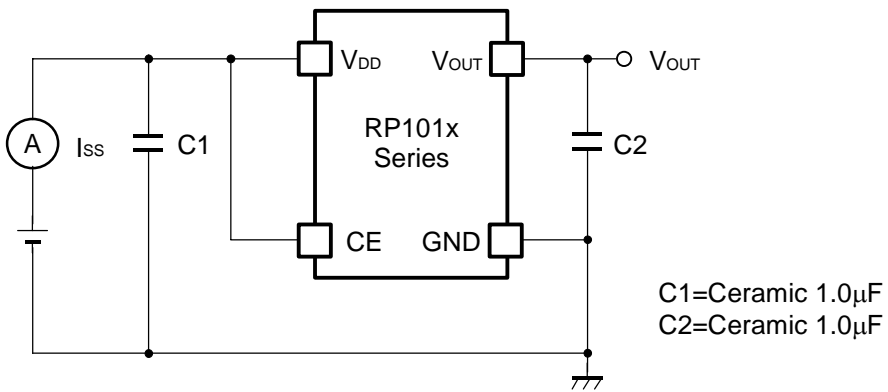 VDD
VOUT
VOUT
RP101x
Series
A
ISS
C1
C2
CE
GND
C1=Ceramic 1.0μF
C2=Ceramic 1.0μF